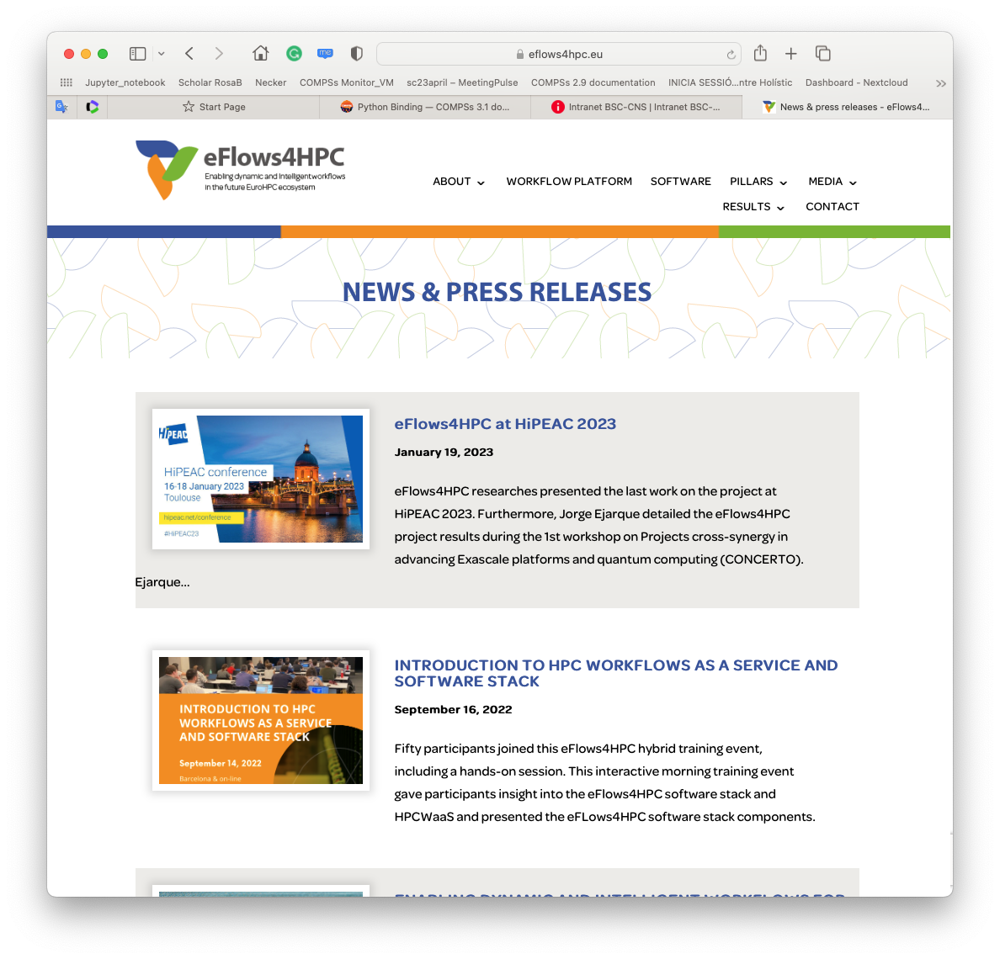 me
eflows4hpc.eu
Jupyter_notebook Scholar RosaB Necker COMPSs Monitor_VM sc23april – MeetingPulse COMPSs 2.9 documentation INICIA SESSIÓ...ntre Holístic Dashboard - Nextcloud
Start Page Python Binding — COMPSs 3.1 do... Intranet BSC-CNS | Intranet BSC-... News & press releases - eFlows4...
eFlows4HPC
Enabling dynamic and Intelligent workflows
in the future EuroHPC ecosystem
ABOUT WORKFLOW PLATFORM SOFTWARE PILLARS MEDIA
RESULTS CONTACT
NEWS & PRESS RELEASES
HiPEAC
HiPEAC conference
16-18 January 2023
Toulouse
hipeac.net/conference
#HiPEAC23
eFlows4HPC at HiPEAC 2023
January 19, 2023
eFlows4HPC researches presented the last work on the project at
HiPEAC 2023. Furthermore, Jorge Ejarque detailed the eFlows4HPC
project results during the 1st workshop on Projects cross-synergy in
advancing Exascale platforms and quantum computing (CONCERTO).
Ejarque...
INTRODUCTION TO HPC
WORKFLOWS AS A SERVICE
AND SOFTWARE STACK
September 14, 2022
Barcelona & on-line
INTRODUCTION TO HPC WORKFLOWS AS A SERVICE AND
SOFTWARE STACK
September 16, 2022
Fifty participants joined this eFlows4HPC hybrid training event,
including a hands-on session. This interactive morning training event
gave participants insight into the eFlows4HPC software stack and
HPCWaaS and presented the eFLows4HPC software stack components.
ENABLING DYNAMIC AND INTELLIGENT WORKFLOWS FOR